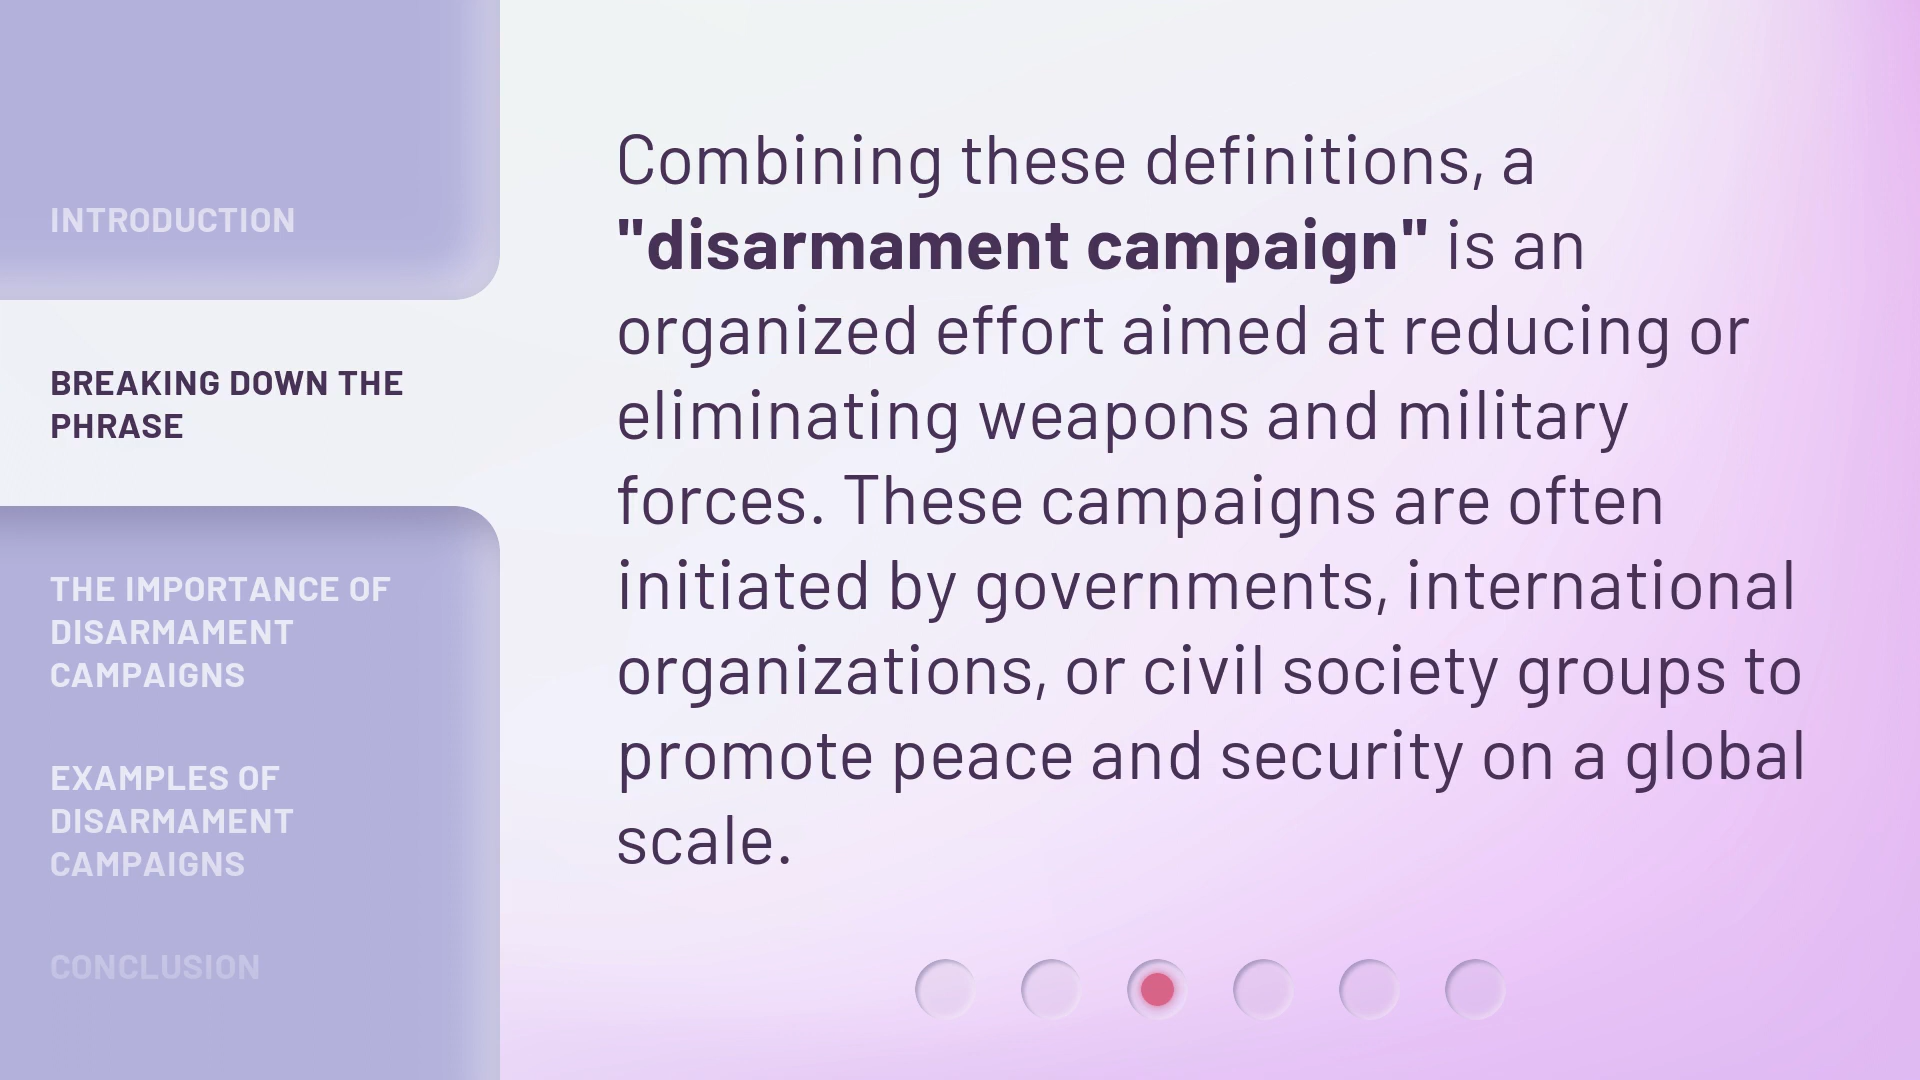 INTRODUCTION
BREAKING DOWN THE
PHRASE
THE IMPORTANCE OF
DISARMAMENT
CAMPAIGNS
EXAMPLES OF
DISARMAMENT
CAMPAIGNS
CONCLUSION
Combining these definitions, a
"disarmament campaign" is an
organized effort aimed at reducing or
eliminating weapons and military
forces. These campaigns are often
initiated by governments, international
organizations, or civil society groups to
promote peace and security on a global
scale.